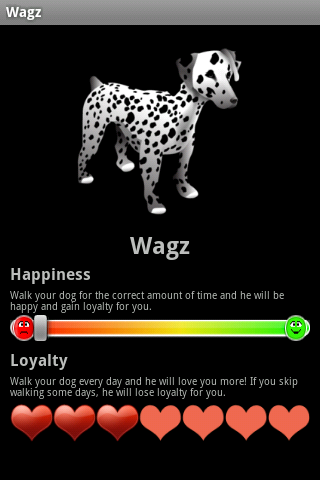 Wagz
Wagz
Happiness
Walk your dog for the correct amount of time and he will be
happy and gain loyalty for you.
Loyalty
Walk your dog every day and he will love you more! If you skip
walking some days, he will lose loyalty for you.